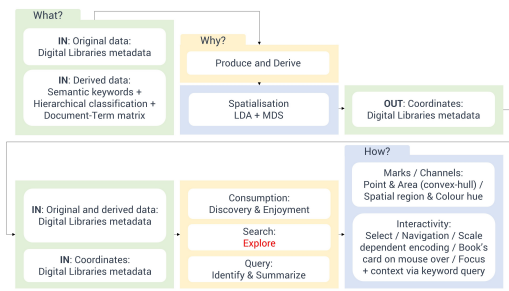 What?
IN: Original data:
Digital Libraries metadata
IN: Derived data:
Semantic keywords +
Hierarchical classification +
Document-Term matrix
Why?
Produce and Derive
Spatialisation
LDA + MDS
OUT: Coordinates:
Digital Libraries metadata
IN: Original and derived data:
Digital Libraries metadata
IN: Coordinates:
Digital Libraries metadata
Consumption:
Discovery & Enjoyment
Search:
Explore
Query:
Identify & Summarize
How?
Marks / Channels:
Point & Area (convex-hull) /
Spatial region & Colour hue
Interactivity:
Select / Navigation / Scale
dependent encoding / Book's
card on mouse over / Focus
+ context via keyword query